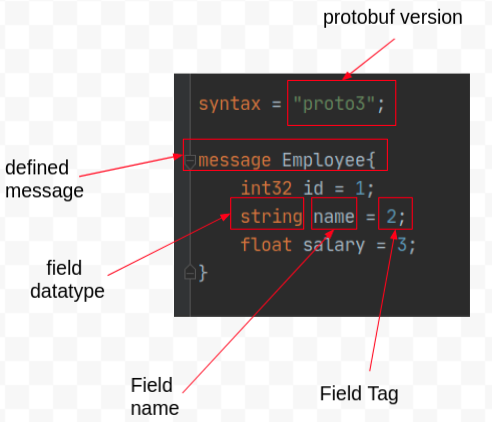 protobuf version
syntax = "proto3";
defined
message
message Employee{
int32 id = 1;
string name = 2;
float salary = 3;
}
field
datatype
Field
name
Field Tag